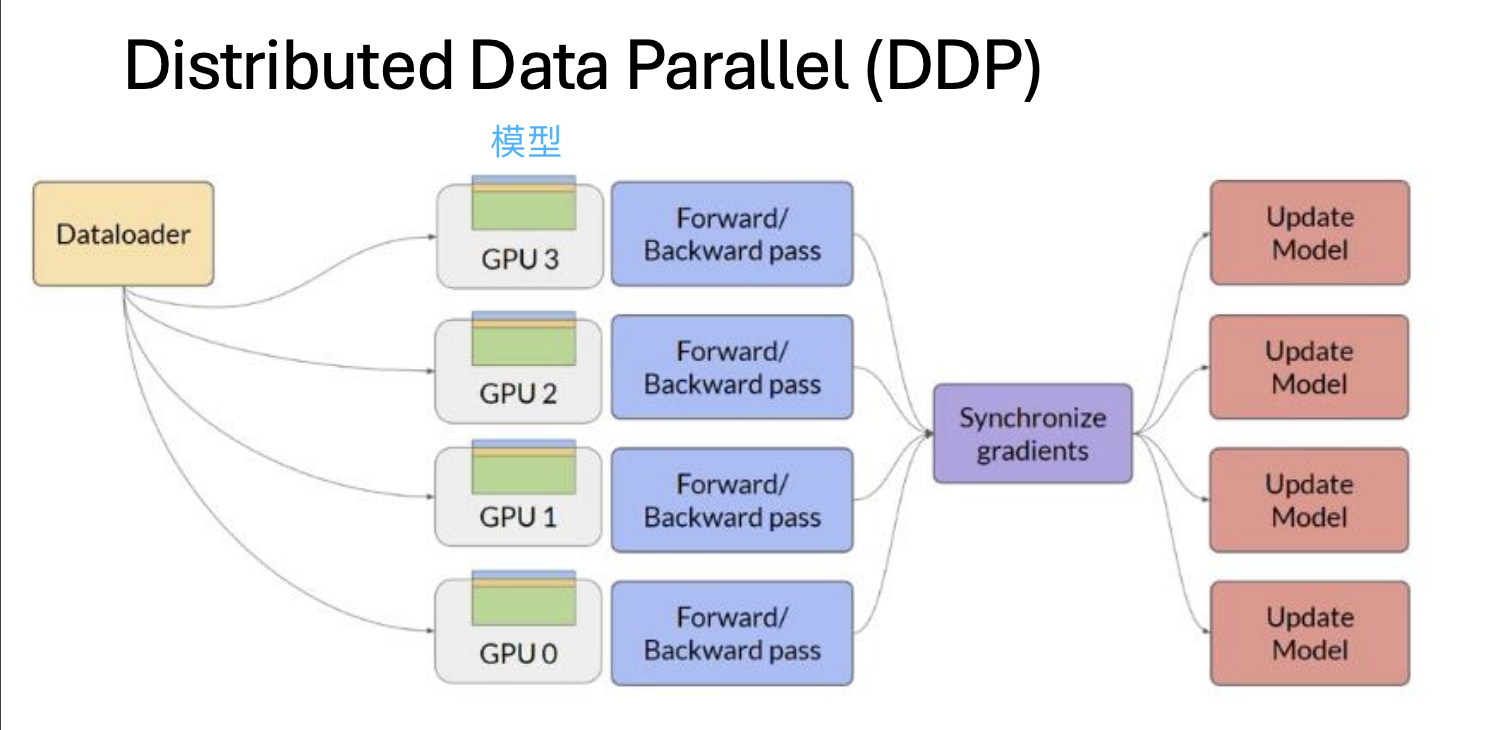 Distributed Data Parallel (DDP)
模型
Dataloader
GPU 3
Forward/
Backward pass
Update
Model
GPU 2
Forward/
Backward pass
Update
Model
Synchronize
gradients
GPU 1
Forward/
Backward pass
Update
Model
GPU 0
Forward/
Backward pass
Update
Model